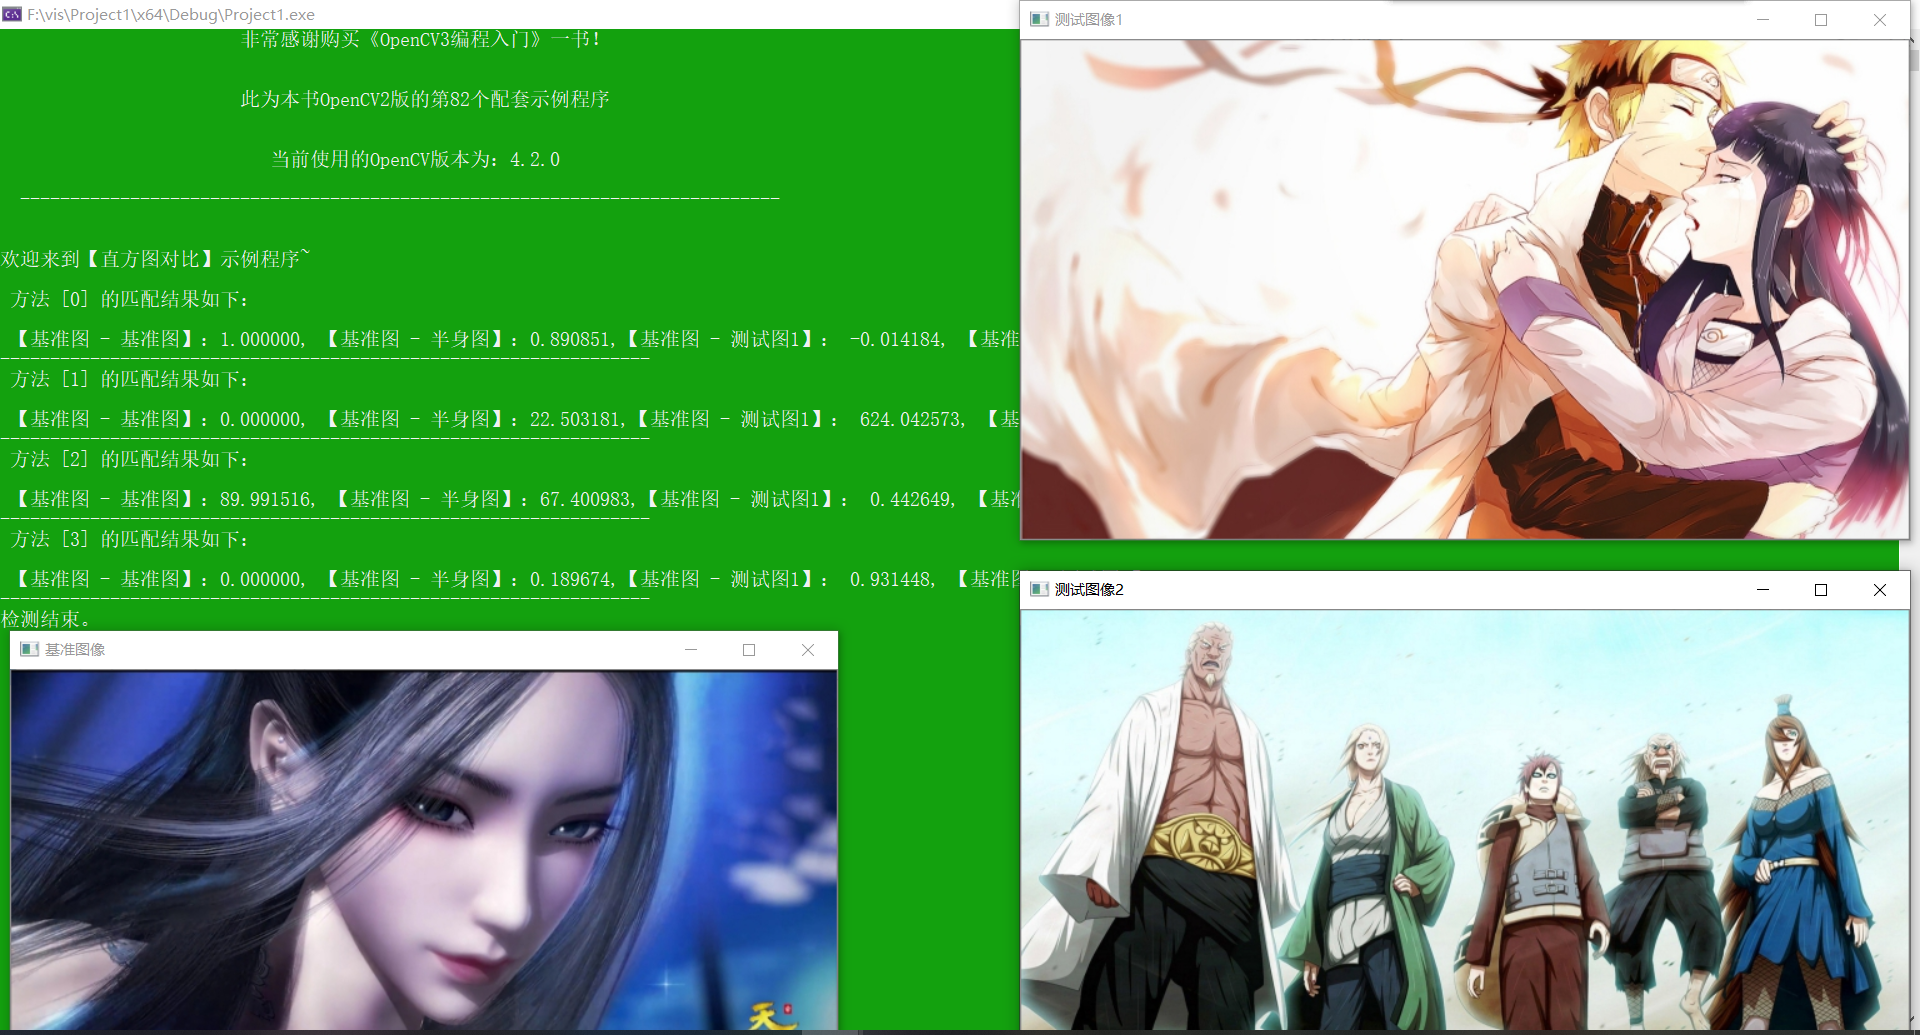 F:\vis\Project1\x64\Debug\Project1.exe
非常感谢购买《OpenCV3编程入门》一书！
此为本书OpenCV2版的第82个配套示例程序
当前使用的OpenCV版本为：4.2.0
----------------------------------------------------------------------------
欢迎来到【直方图对比】示例程序~
方法 [0] 的匹配结果如下：
【基准图 - 基准图】：1.000000, 【基准图 - 半身图】：0.890851,【基准图 - 测试图1】： -0.014184, 【基准
-----------------------------------------------------------------
方法 [1] 的匹配结果如下：
【基准图 - 基准图】：0.000000, 【基准图 - 半身图】：22.503181,【基准图 - 测试图1】： 624.042573, 【基
-----------------------------------------------------------------
方法 [2] 的匹配结果如下：
【基准图 - 基准图】：89.991516, 【基准图 - 半身图】：67.400983,【基准图 - 测试图1】： 0.442649, 【基
-----------------------------------------------------------------
方法 [3] 的匹配结果如下：
【基准图 - 基准图】：0.000000, 【基准图 - 半身图】：0.189674,【基准图 - 测试图1】： 0.931448, 【基准
-----------------------------------------------------------------
检测结束。
测试图像1
测试图像2
基准图像
天